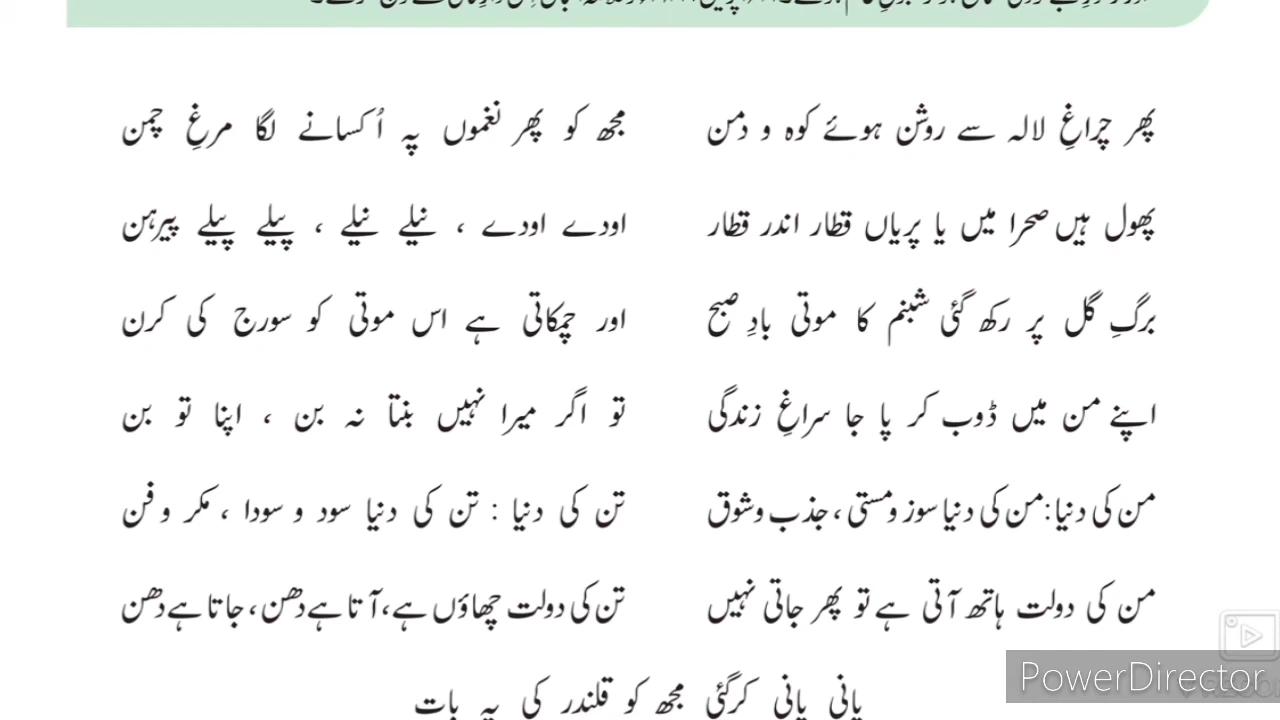 پھر چراغِ لالہ سے روشن ہوئے کوہ و دمن مجھ کو پھر نغموں پہ اُکسانے لگا مرغِ چمن
پھول ہیں صحرا میں یا پریاں قطار اندر قطار اودے اودے ، نیلے نیلے ، پیلے پیلے پیرہن
برگِ گل پر رکھ گئی شبنم کا موتی بادِ صبح اور چمکاتی ہے اس موتی کو سورج کی کرن
اپنے من میں ڈوب کر پا جا سراغِ زندگی تو اگر میرا نہیں بنتا نہ بن ، اپنا تو بن
من کی دنیا : من کی دنیا سوز و مستی ، جذب و شوق تن کی دنیا : تن کی دنیا سود و سودا ، مکر و فن
من کی دولت ہاتھ آتی ہے تو پھر جاتی نہیں تن کی دولت چھاؤں ہے، آتا ہے دھن ، جاتا ہے دھن
پانی پانی کرگئی مجھ کو قلندر کی یہ بات
PowerDirector